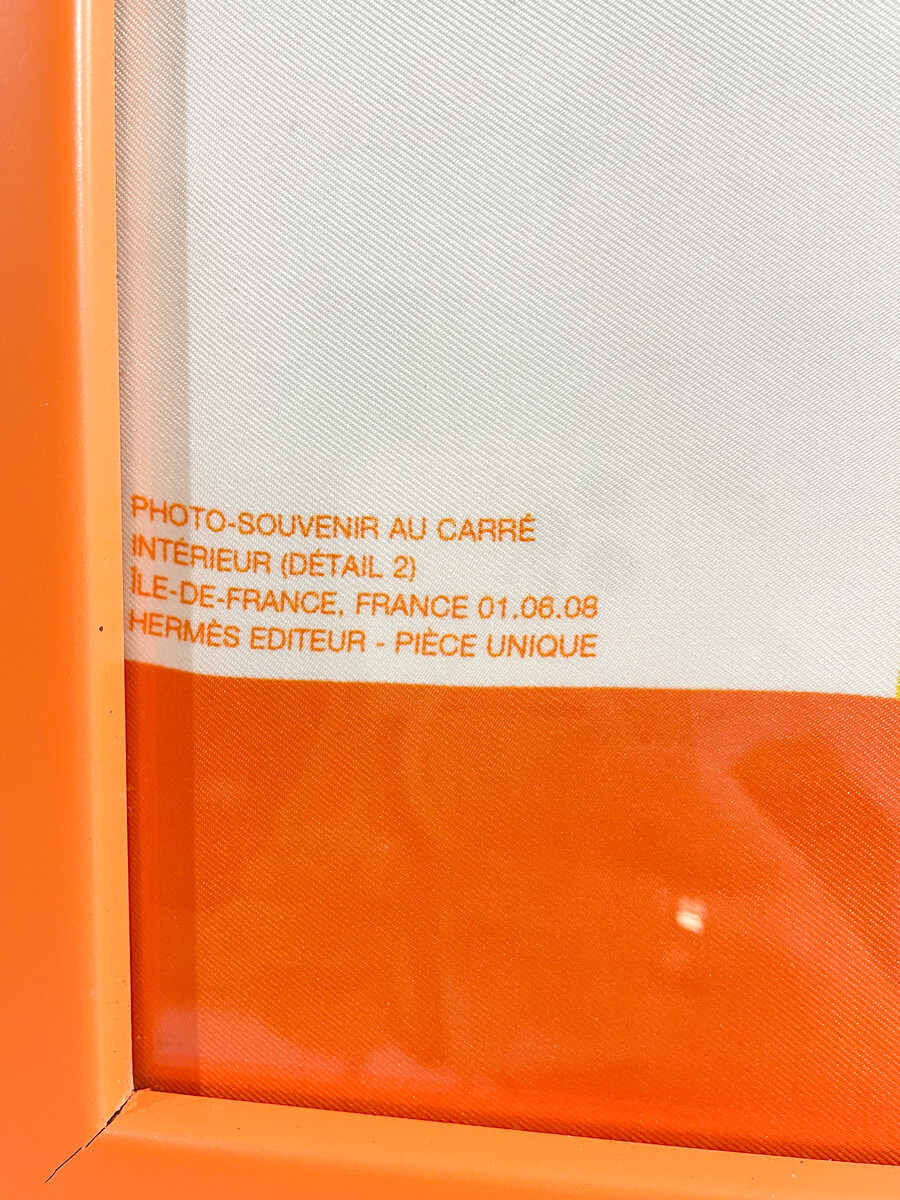 PHOTO-SOUVENIR AU CARRÉ
INTÉRIEUR (DÉTAIL 2)
ÎLE-DE-FRANCE, FRANCE 01.06.08
HERMÈS EDITEUR - PIÈCE UNIQUE